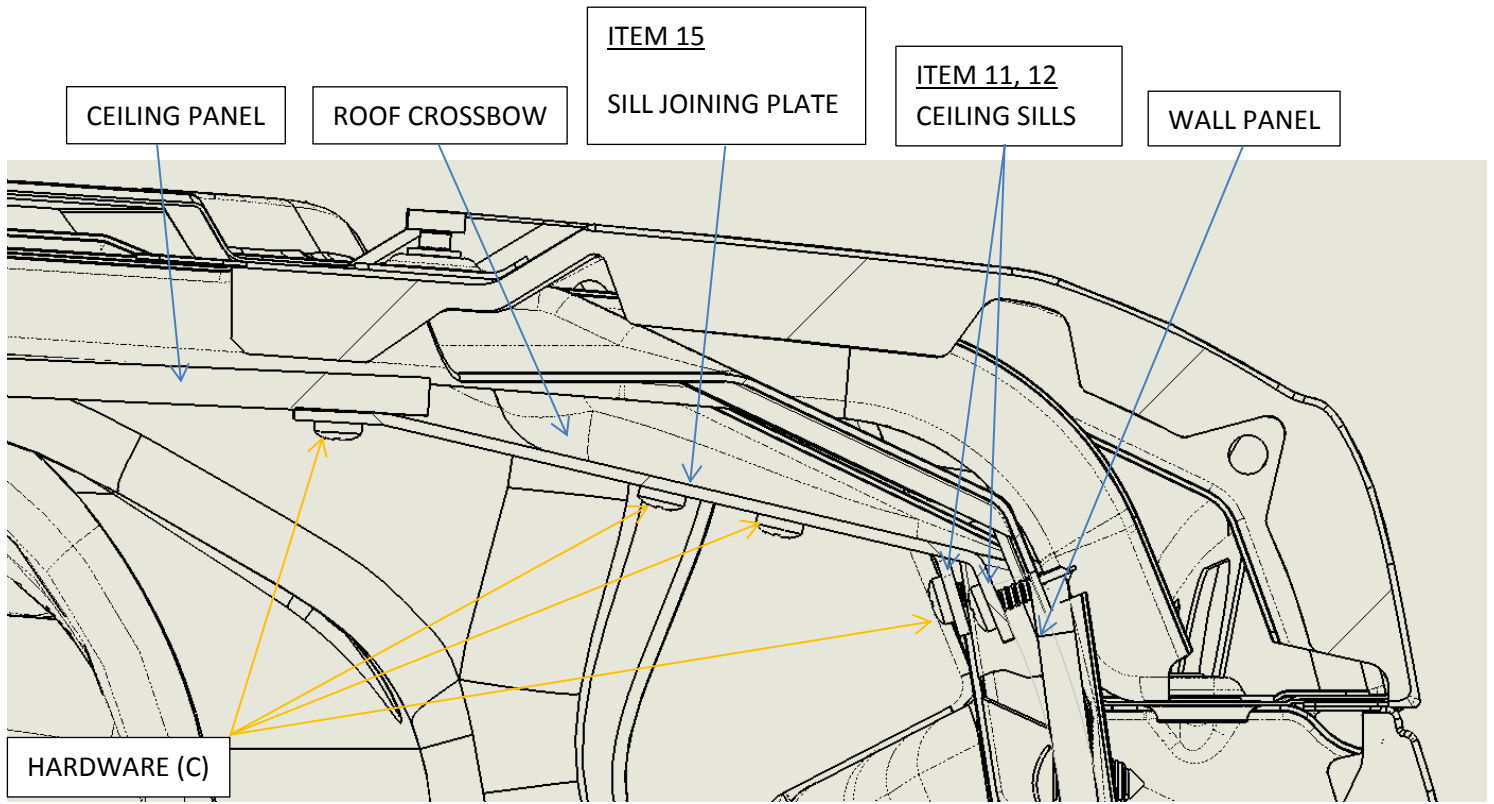 ITEM 15
SILL JOINING PLATE
ITEM 11, 12
CEILING SILLS
CEILING PANEL
ROOF CROSSBOW
WALL PANEL
HARDWARE (C)